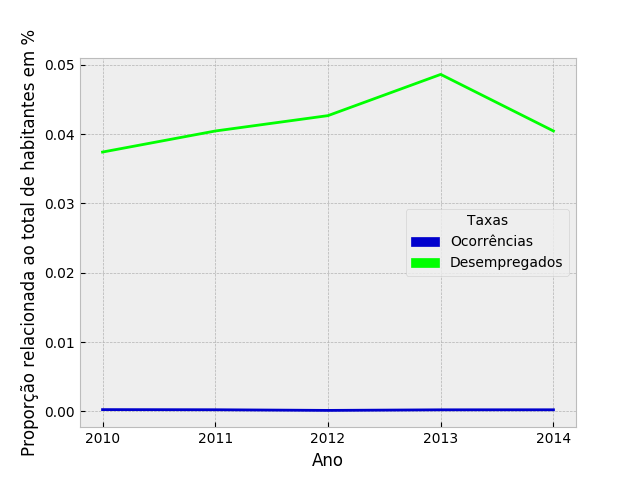 Proporção relacionada ao total de habitantes em %
0.05
0.04
0.03
0.02
0.01
0.00
Taxas
Ocorrências
Desempregados
2010 2011 2012 2013 2014
Ano